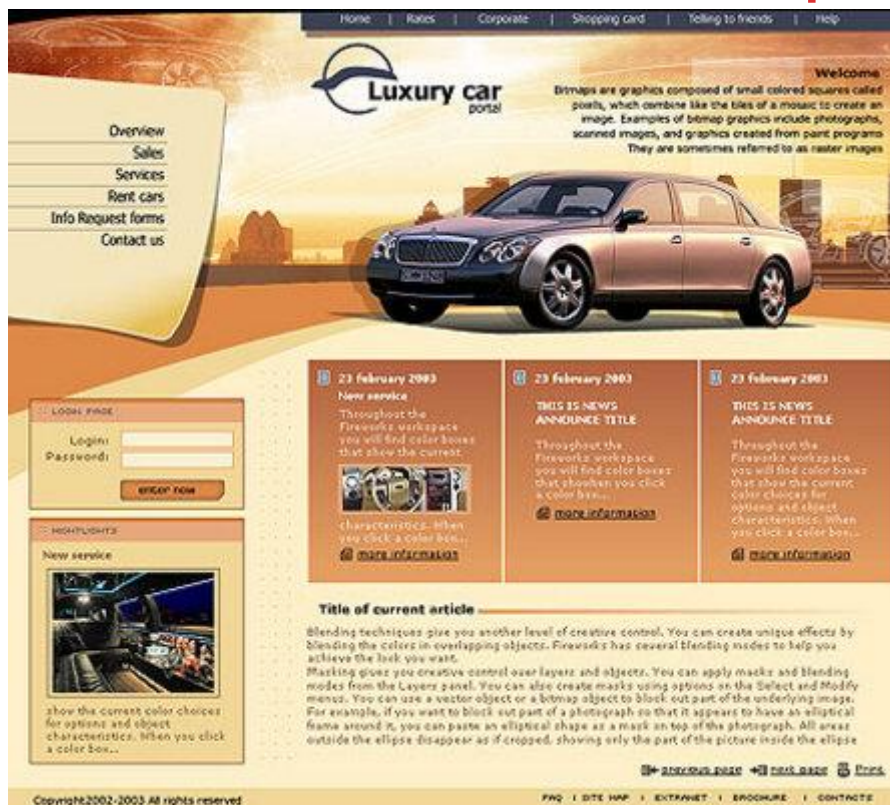 Home | Rates | Corporate | Shopping card | Telling to friends | Help
Luxury car
portal
Welcome
Bitmaps are graphics composed of small colored squares called
pixels, which combine like the tiles of a mosaic to create an
image. Examples of bitmap graphics include photographs,
scanned images, and graphics created from paint programs
They are sometimes referred to as raster images
Overview
Sales
Services
Rent cars
Info Request forms
Contact us
23 february 2003
New service
Throughout the
Fireworks workspace
you will find color boxes
that show the current
characteristics. When
you click a color box...
more information
23 february 2003
THIS IS NEWS
ANNOUNCE TITLE
Throughout the
Fireworks workspace
you will find color boxes
that shoohen you click
a color box...
more information
23 february 2003
THIS IS NEWS
ANNOUNCE TITLE
Throughout the
Fireworks workspace
you will find color boxes
that show the current
color choices for
options and object
characteristics. When
you click a color box...
more information
LOGIN PAGE
Login:
Password:
enter now
HIGHTLIGHTS
New service
show the current color choices
for options and object
characteristics. When you click
a color box...
Title of current article
Blending techniques give you another level of creative control. You can create unique effects by
blending the colors in overlapping objects. Fireworks has several blending modes to help you
achieve the look you want.
Masking gives you creative control over layers and objects. You can apply masks and blending
modes from the Layers panel. You can also create masks using options on the Select and Modify
menus. You can use a vector object or a bitmap object to block out part of the underlying image.
For example, if you want to block out part of a photograph so that it appears to have an elliptical
frame around it, you can paste an elliptical shape as a mask on top of the photograph. All areas
outside the ellipse disappear as if cropped, showing only the part of the picture inside the ellipse
previous page next page Print
Copyright2002-2003 All rights reserved
FAQ | SITE MAP | EXTRANET | BROCHURE | CONTACTS